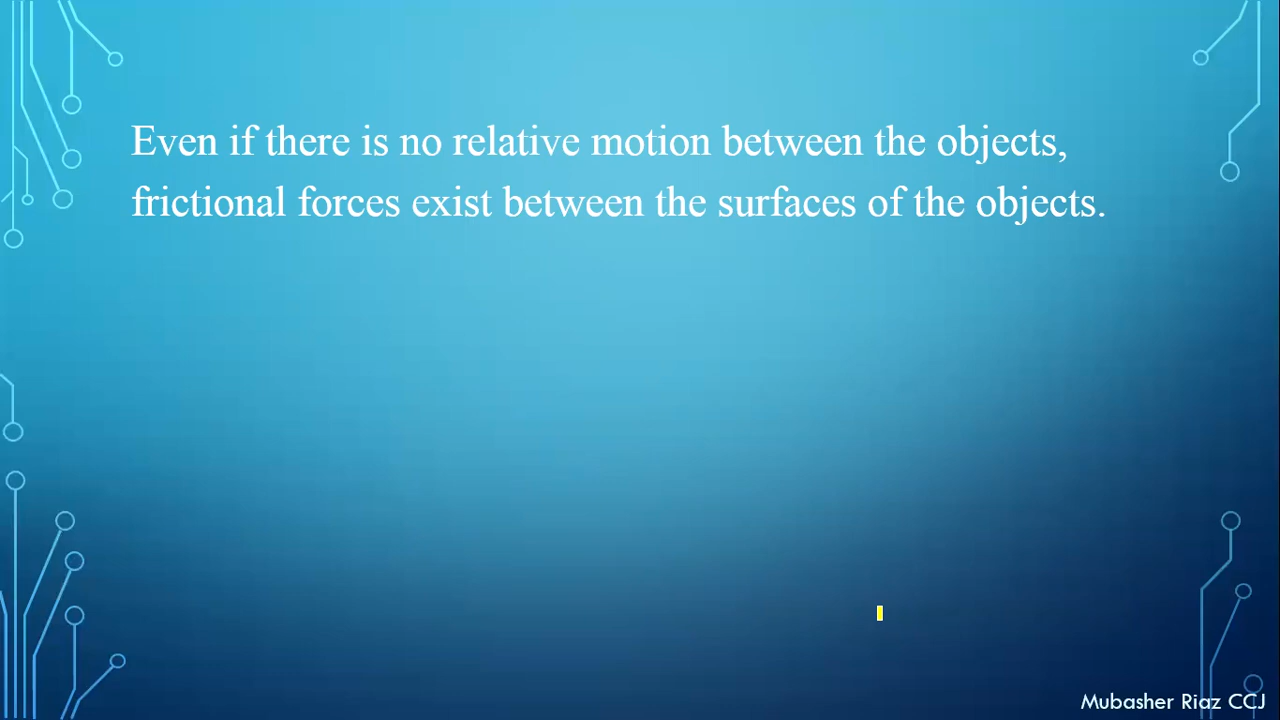 Even if there is no relative motion between the objects,
frictional forces exist between the surfaces of the objects.
Mubasher Riaz CCJ